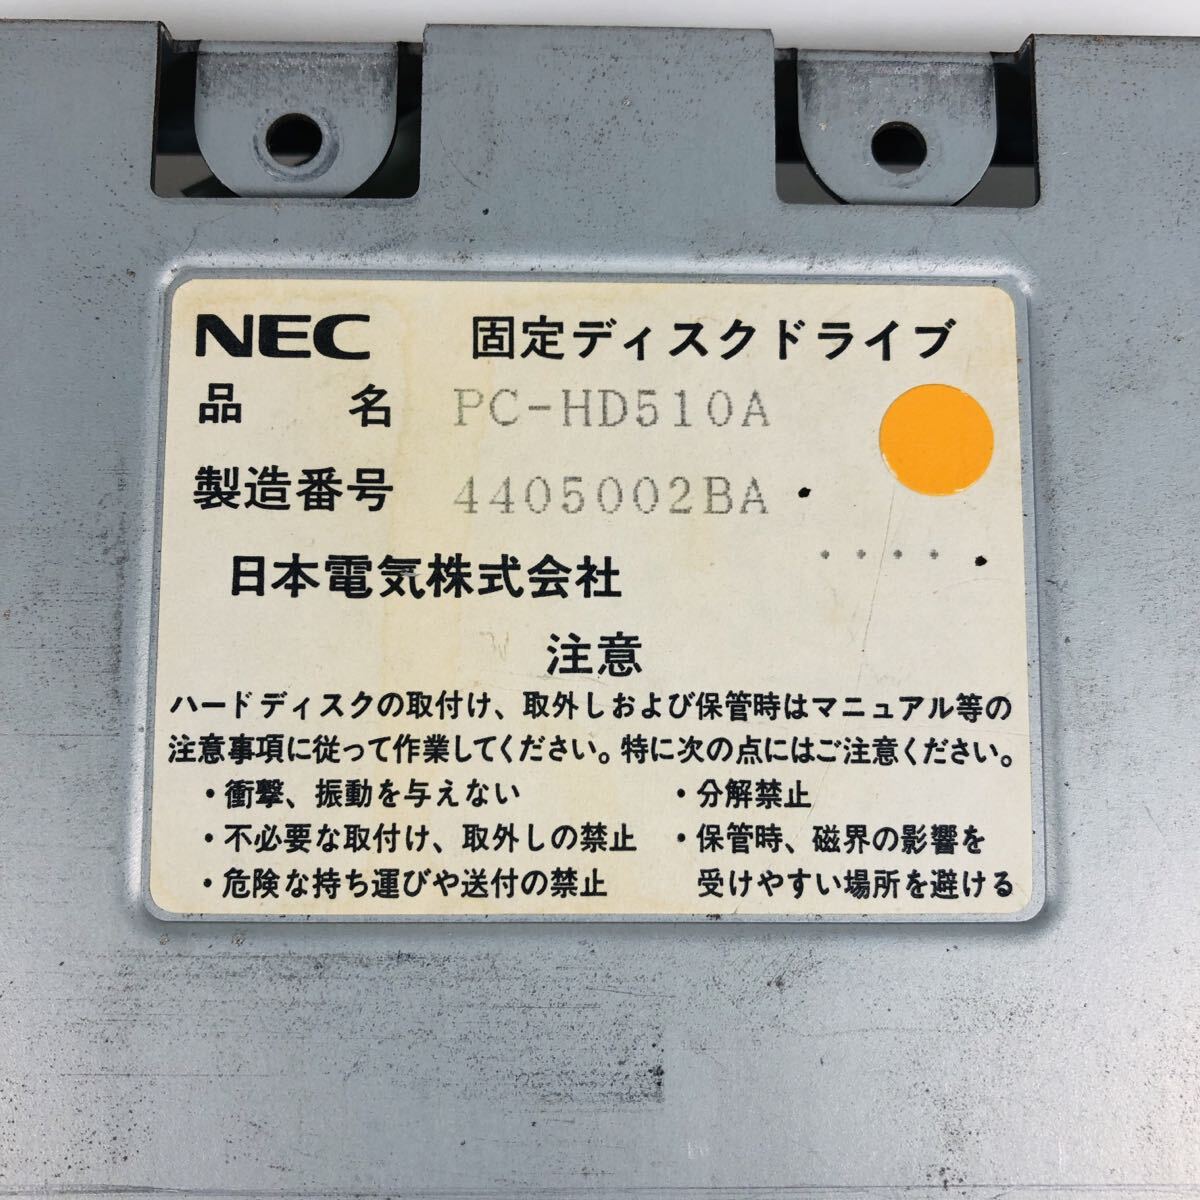 NEC 固定ディスクドライブ
品名 PC-HD510A
製造番号 4405002BA
日本電気株式会社
注意
ハードディスクの取付け、取外しおよび保管時はマニュアル等の
注意事項に従って作業してください。特に次の点にはご注意ください。
・衝撃、振動を与えない
・不必要な取付け、取外しの禁止
・危険な持ち運びや送付の禁止
・分解禁止
・保管時、磁界の影響を
受けやすい場所を避ける